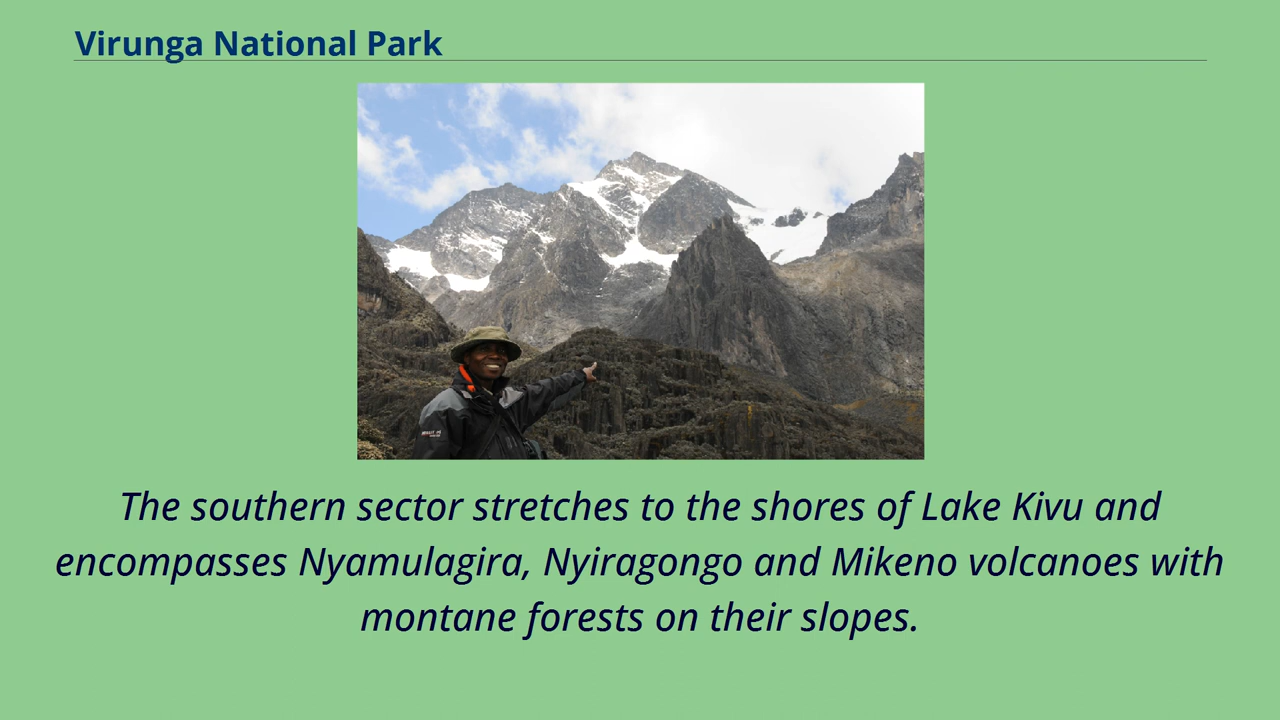 Virunga National Park
The southern sector stretches to the shores of Lake Kivu and
encompasses Nyamulagira, Nyiragongo and Mikeno volcanoes with
montane forests on their slopes.